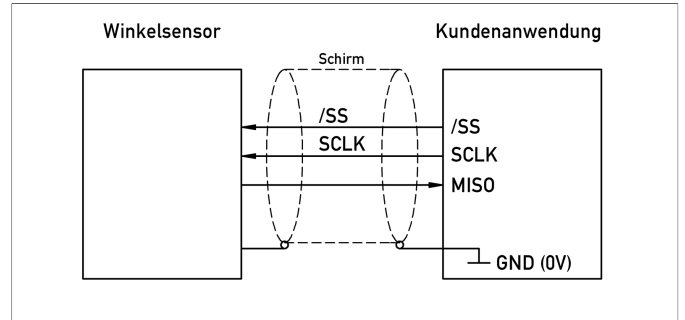 Winkelsensor
Kundenanwendung
Schirm
/SS
/SS
SCLK
SCLK
MISO
GND (0V)